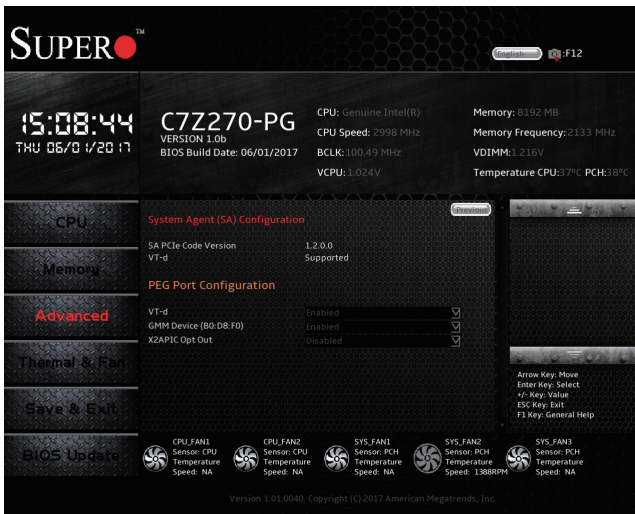 SUPER TM
English :F12
15:08:44
THU 06/01/2017
C7Z270-PG
VERSION 1.0b
BIOS Build Date: 06/01/2017
CPU: Genuine Intel(R)
CPU Speed: 2998 MHz
BCLK:100.49 MHz
VCPU:1.024V
Memory: 8192 MB
Memory Frequency:2133 MHz
VDIMM:1.216V
Temperature CPU:37°C PCH:38°C
CPU
Memory
Advanced
Thermal & Fan
Save & Exit
BIOS Update
Previous
System Agent (SA) Configuration
SA PCIe Code Version 1.2.0.0
VT-d Supported
PEG Port Configuration
VT-d Enabled
GMM Device (B0:D8:F0) Enabled
X2APIC Opt Out Disabled
Arrow Key: Move
Enter Key: Select
+/- Key: Value
ESC Key: Exit
F1 Key: General Help
CPU_FAN1
Sensor: CPU
Temperature
Speed: NA
CPU_FAN2
Sensor: CPU
Temperature
Speed: NA
SYS_FAN1
Sensor: PCH
Temperature
Speed: NA
SYS_FAN2
Sensor: PCH
Temperature
Speed: 1388RPM
SYS_FAN3
Sensor: PCH
Temperature
Speed: NA
Version 1.01.0040. Copyright (C) 2017 American Megatrends, Inc.